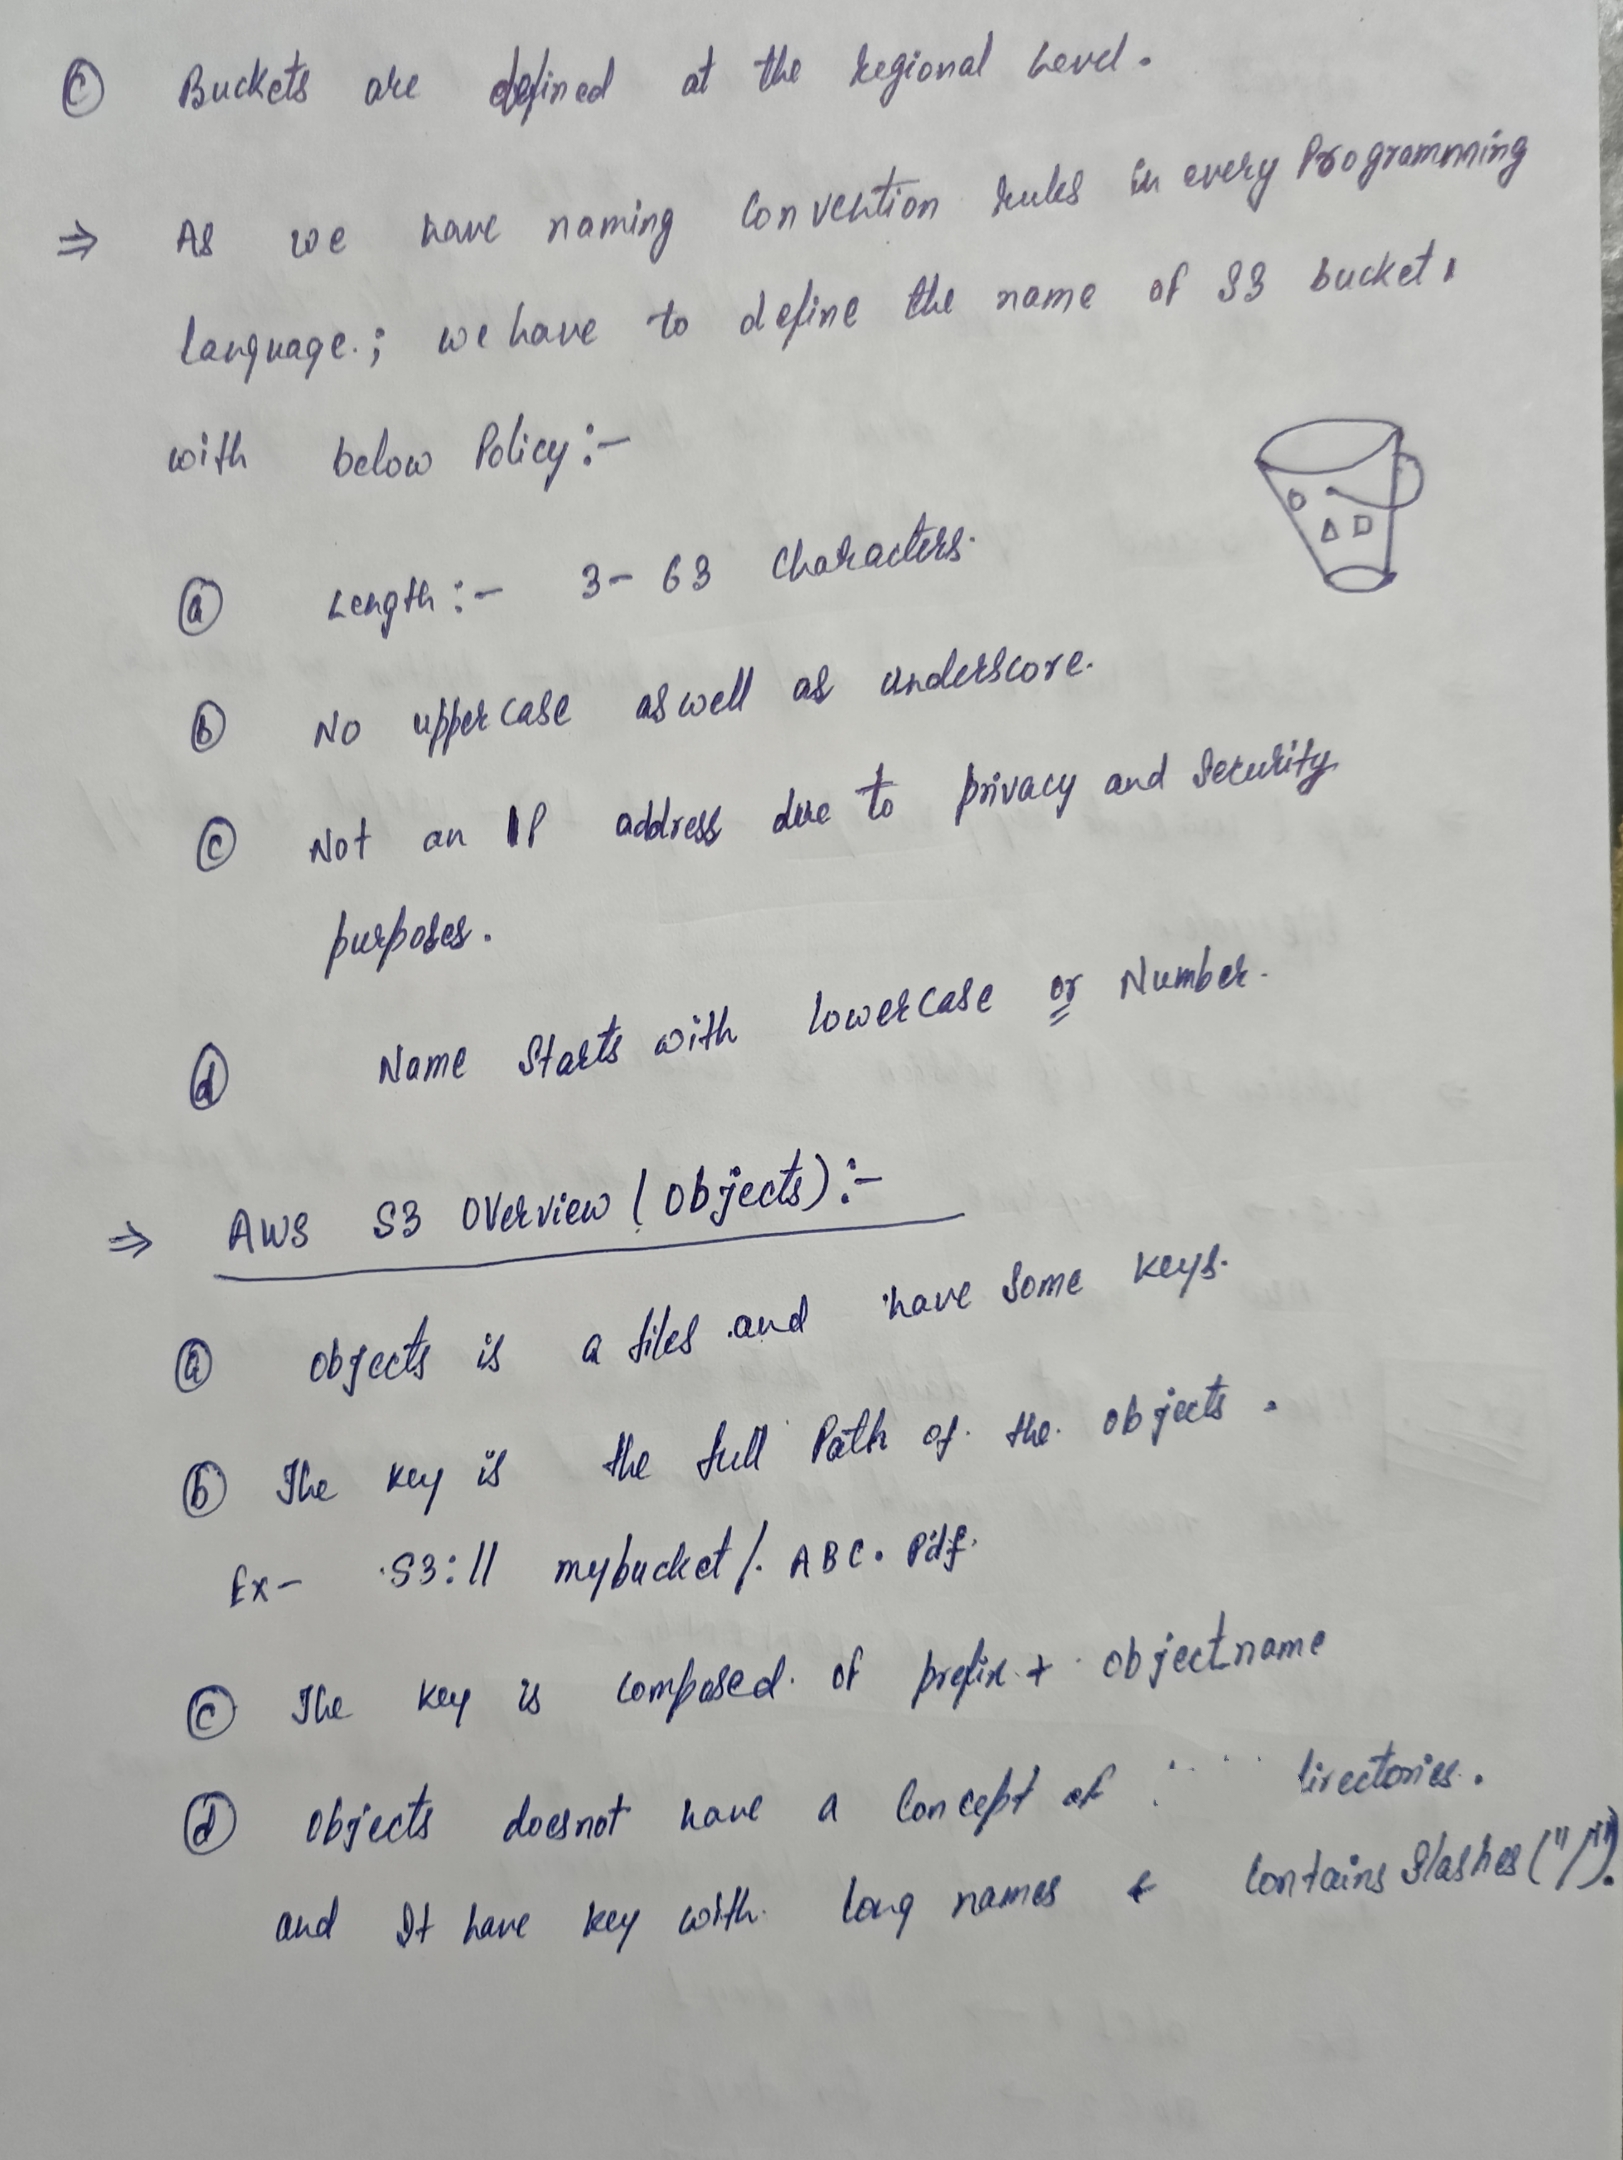 ⓒ Buckets are defined at the regional Level.
⇒ As we have naming Convention rules in every Programming
language.; we have to define the name of S3 bucket.
with below Policy:-
ⓐ Length:- 3-63 Characters.
ⓑ No uppercase as well as underscore.
ⓒ Not an IP address due to privacy and Security
purposes.
ⓓ Name Starts with lowercase or Number.
⇒ AWS S3 Overview (Objects):-
ⓐ Objects is a files and have Some keys.
ⓑ The key is the full Path of the objects.
Ex- S3:// mybucket/. ABC. Pdf.
ⓒ The key is composed of prefix + objectname
ⓓ Objects doesnot have a Concept of directories.
and It have key with long names & Contains Slashes ("/").